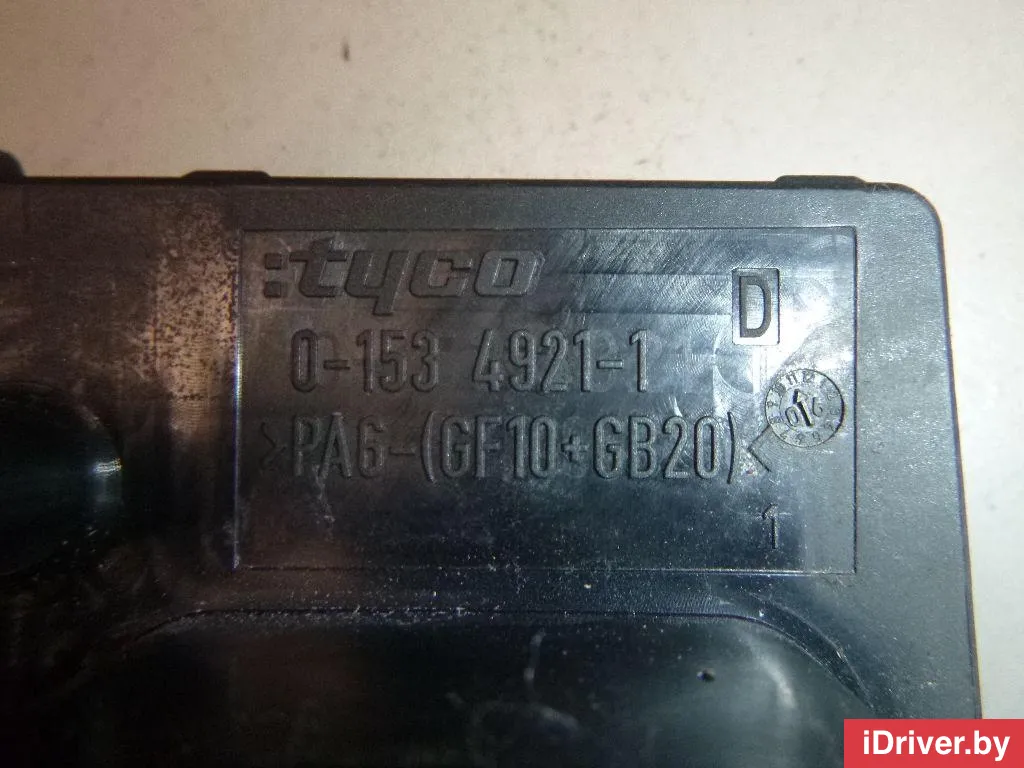 :tyco
D
0-153 4921-1
>PA6-(GF10+GB20)<
1
iDriver.by